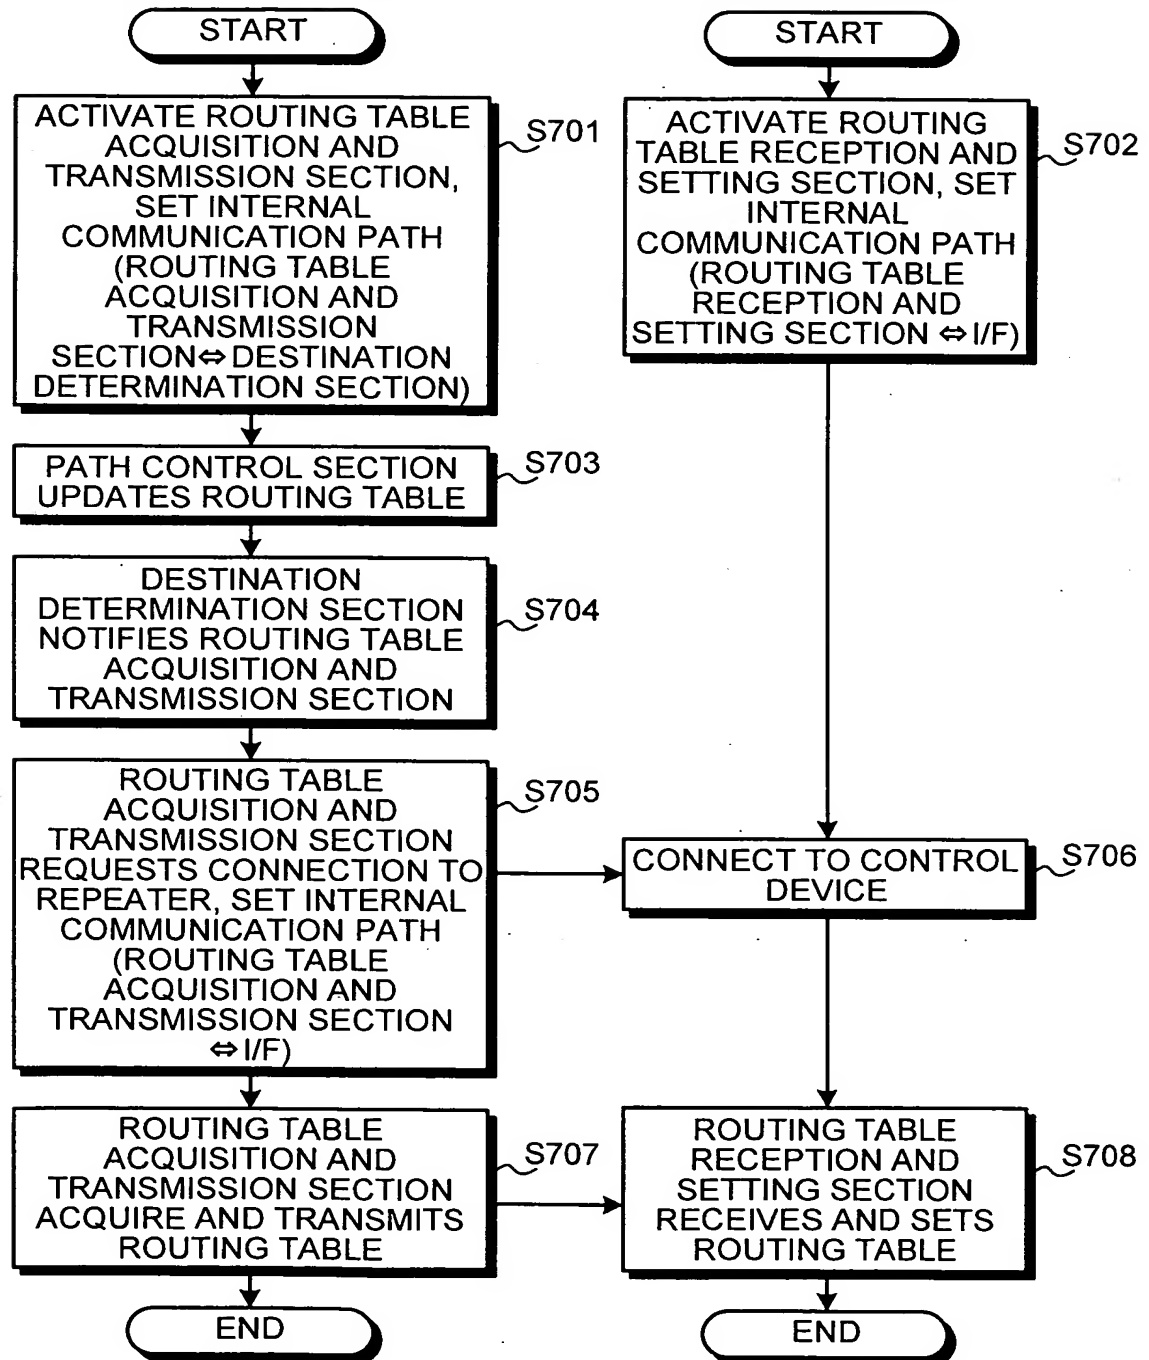 START
ACTIVATE ROUTING TABLE
ACQUISITION AND
TRANSMISSION SECTION,
SET INTERNAL
COMMUNICATION PATH
(ROUTING TABLE
ACQUISITION AND
TRANSMISSION
SECTION⇔DESTINATION
DETERMINATION SECTION)
S701
PATH CONTROL SECTION
UPDATES ROUTING TABLE
S703
DESTINATION
DETERMINATION SECTION
NOTIFIES ROUTING TABLE
ACQUISITION AND
TRANSMISSION SECTION
S704
ROUTING TABLE
ACQUISITION AND
TRANSMISSION SECTION
REQUESTS CONNECTION TO
REPEATER, SET INTERNAL
COMMUNICATION PATH
(ROUTING TABLE
ACQUISITION AND
TRANSMISSION SECTION
⇔I/F)
S705
ROUTING TABLE
ACQUISITION AND
TRANSMISSION SECTION
ACQUIRE AND TRANSMITS
ROUTING TABLE
S707
END
START
ACTIVATE ROUTING
TABLE RECEPTION AND
SETTING SECTION, SET
INTERNAL
COMMUNICATION PATH
(ROUTING TABLE
RECEPTION AND
SETTING SECTION ⇔I/F)
S702
CONNECT TO CONTROL
DEVICE
S706
ROUTING TABLE
RECEPTION AND
SETTING SECTION
RECEIVES AND SETS
ROUTING TABLE
S708
END